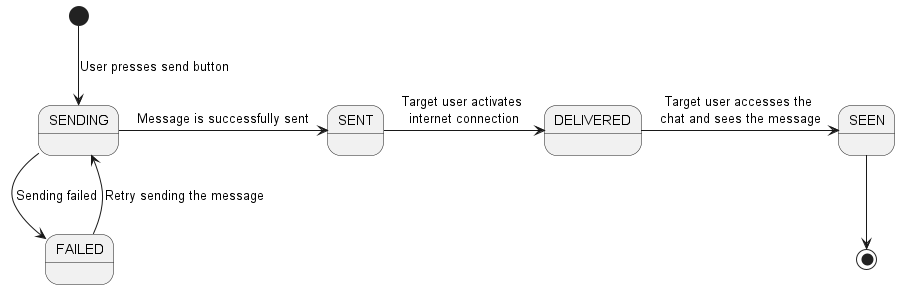 User presses send button
SENDING
Message is successfully sent
SENT
Target user activates
internet connection
DELIVERED
Target user accesses the
chat and sees the message
SEEN
Sending failed
Retry sending the message
FAILED